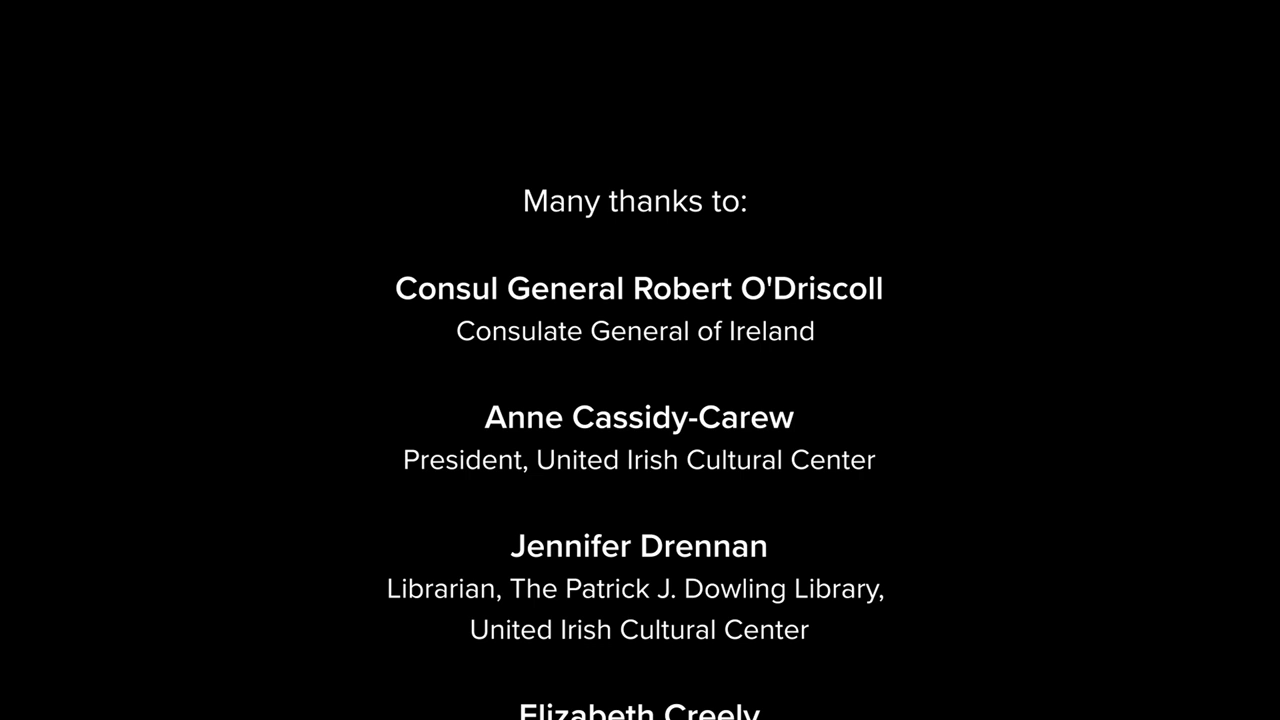 Many thanks to:
Consul General Robert O'Driscoll
Consulate General of Ireland
Anne Cassidy-Carew
President, United Irish Cultural Center
Jennifer Drennan
Librarian, The Patrick J. Dowling Library,
United Irish Cultural Center
Elizabeth Creely